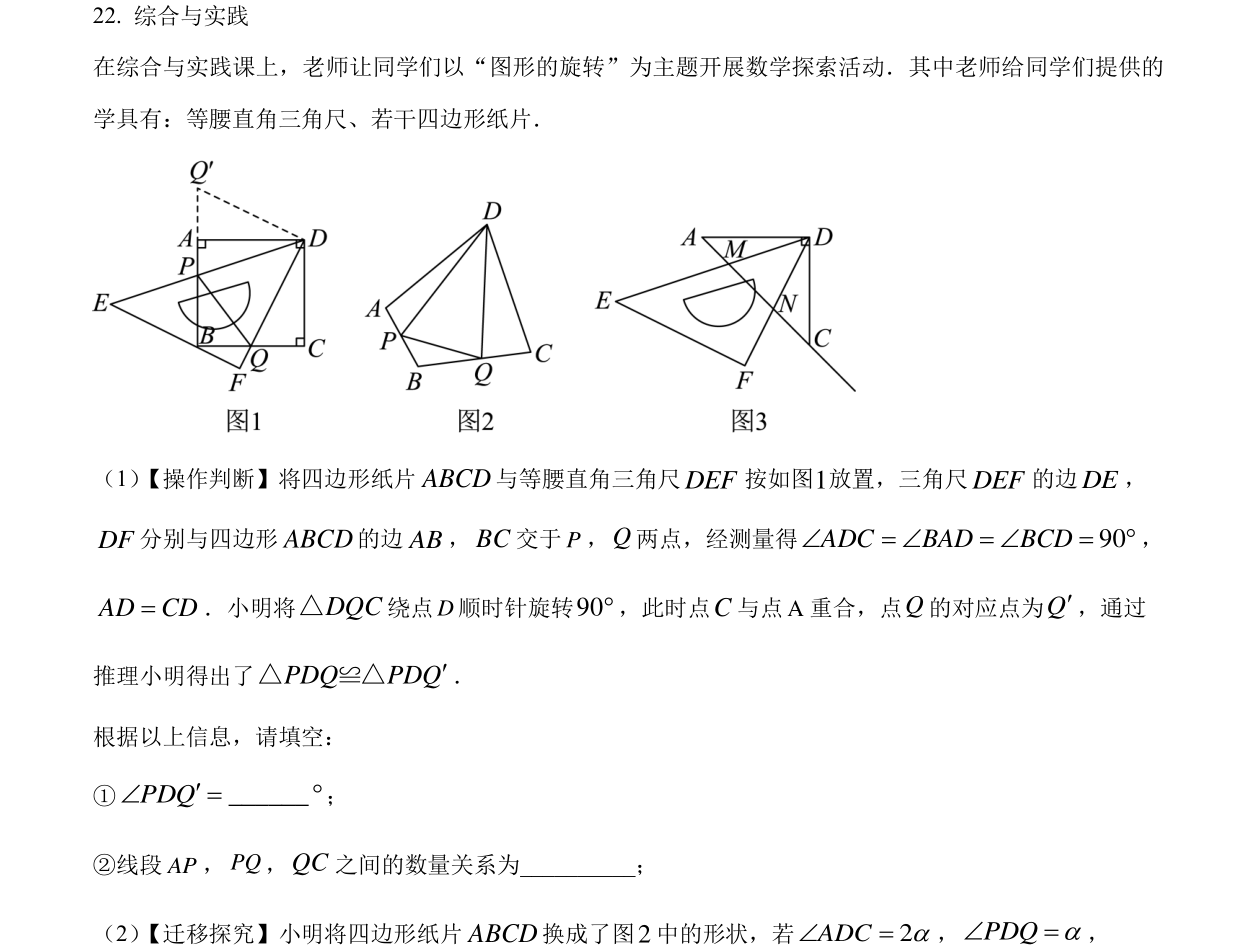 22. 综合与实践
在综合与实践课上，老师让同学们以“图形的旋转”为主题开展数学探索活动．其中老师给同学们提供的
学具有：等腰直角三角尺、若干四边形纸片．
Q′
A
D
P
E
B
C
Q
F
图1
D
A
P
B
Q
C
图2
A
M
D
E
N
C
F
图3
（1）【操作判断】将四边形纸片 ABCD 与等腰直角三角尺 DEF 按如图1放置，三角尺 DEF 的边 DE ，
DF 分别与四边形 ABCD 的边 AB ， BC 交于 P ， Q 两点，经测量得 ∠ADC = ∠BAD = ∠BCD = 90° ，
AD = CD ．小明将 △DQC 绕点 D 顺时针旋转 90° ，此时点 C 与点 A 重合，点 Q 的对应点为 Q′ ，通过
推理小明得出了 △PDQ≌△PDQ′ ．
根据以上信息，请填空：
① ∠PDQ′ = ______° ；
②线段 AP ， PQ ， QC 之间的数量关系为__________；
（2）【迁移探究】小明将四边形纸片 ABCD 换成了图2 中的形状，若 ∠ADC = 2α ， ∠PDQ = α ，